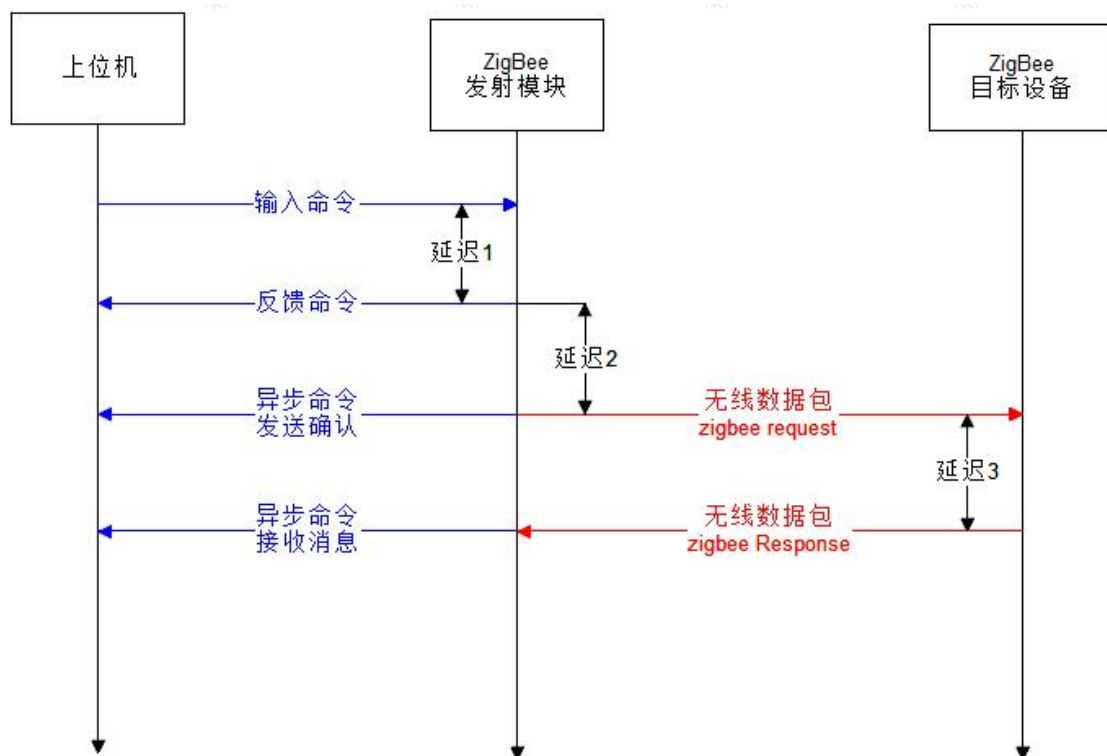 上位机
ZigBee
发射模块
ZigBee
目标设备
输入命令
延迟1
反馈命令
延迟2
异步命令
发送确认
无线数据包
zigbee request
延迟3
异步命令
接收消息
无线数据包
zigbee Response